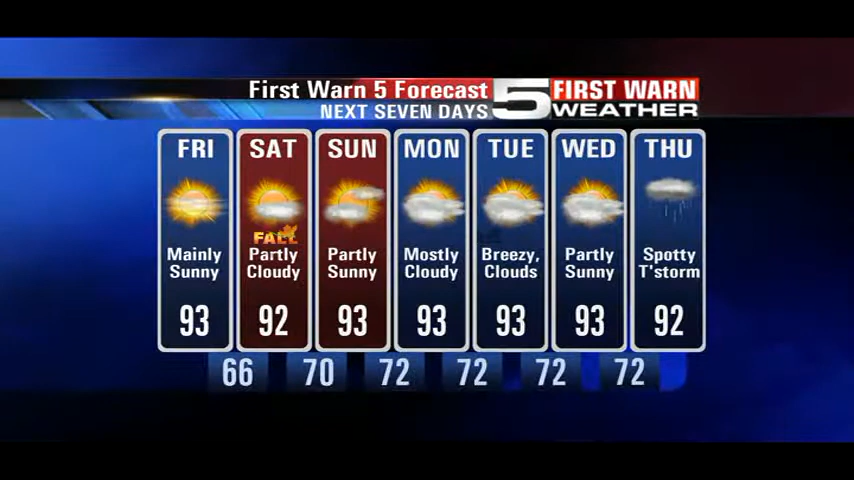 First Warn 5 Forecast
NEXT SEVEN DAYS
5 FIRST WARN
WEATHER
FRI SAT SUN MON TUE WED THU
FALL
Mainly Partly Partly Mostly Breezy, Partly Spotty
Sunny Cloudy Sunny Cloudy Clouds Sunny T'storm
93 92 93 93 93 93 92
66 70 72 72 72 72